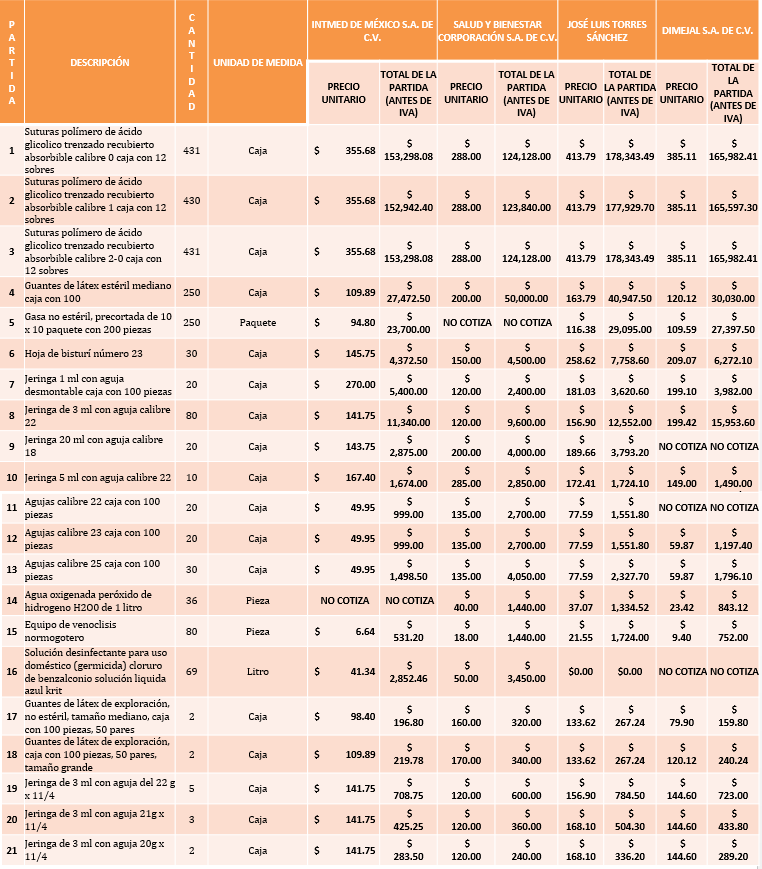 PARTIDA DESCRIPCIÓN CANTIDAD UNIDAD DE MEDIDA INTMED DE MÉXICO S.A. DE C.V. SALUD Y BIENESTAR CORPORACIÓN S.A. DE C.V. JOSÉ LUIS TORRES SÁNCHEZ DIMEJAL S.A. DE C.V.
PRECIO UNITARIO TOTAL DE LA PARTIDA (ANTES DE IVA) PRECIO UNITARIO TOTAL DE LA PARTIDA (ANTES DE IVA) PRECIO UNITARIO TOTAL DE LA PARTIDA (ANTES DE IVA) PRECIO UNITARIO TOTAL DE LA PARTIDA (ANTES DE IVA)
1 Suturas polímero de ácido glicolico trenzado recubierto absorbible calibre 0 caja con 12 sobres 431 Caja $ 355.68 $ 153,298.08 $ 288.00 $ 124,128.00 $ 413.79 $ 178,343.49 $ 385.11 $ 165,982.41
2 Suturas polímero de ácido glicolico trenzado recubierto absorbible calibre 1 caja con 12 sobres 430 Caja $ 355.68 $ 152,942.40 $ 288.00 $ 123,840.00 $ 413.79 $ 177,929.70 $ 385.11 $ 165,597.30
3 Suturas polímero de ácido glicolico trenzado recubierto absorbible calibre 2-0 caja con 12 sobres 431 Caja $ 355.68 $ 153,298.08 $ 288.00 $ 124,128.00 $ 413.79 $ 178,343.49 $ 385.11 $ 165,982.41
4 Guantes de látex estéril mediano caja con 100 250 Caja $ 109.89 $ 27,472.50 $ 200.00 $ 50,000.00 $ 163.79 $ 40,947.50 $ 120.12 $ 30,030.00
5 Gasa no estéril, precortada de 10 x 10 paquete con 200 piezas 250 Paquete $ 94.80 $ 23,700.00 NO COTIZA NO COTIZA $ 116.38 $ 29,095.00 $ 109.59 $ 27,397.50
6 Hoja de bisturí número 23 30 Caja $ 145.75 $ 4,372.50 $ 150.00 $ 4,500.00 $ 258.62 $ 7,758.60 $ 209.07 $ 6,272.10
7 Jeringa 1 ml con aguja desmontable caja con 100 piezas 20 Caja $ 270.00 $ 5,400.00 $ 120.00 $ 2,400.00 $ 181.03 $ 3,620.60 $ 199.10 $ 3,982.00
8 Jeringa de 3 ml con aguja calibre 22 80 Caja $ 141.75 $ 11,340.00 $ 120.00 $ 9,600.00 $ 156.90 $ 12,552.00 $ 199.42 $ 15,953.60
9 Jeringa 20 ml con aguja calibre 18 20 Caja $ 143.75 $ 2,875.00 $ 200.00 $ 4,000.00 $ 189.66 $ 3,793.20 NO COTIZA NO COTIZA
10 Jeringa 5 ml con aguja calibre 22 10 Caja $ 167.40 $ 1,674.00 $ 285.00 $ 2,850.00 $ 172.41 $ 1,724.10 $ 149.00 $ 1,490.00
11 Agujas calibre 22 caja con 100 piezas 20 Caja $ 49.95 $ 999.00 $ 135.00 $ 2,700.00 $ 77.59 $ 1,551.80 NO COTIZA NO COTIZA
12 Agujas calibre 23 caja con 100 piezas 20 Caja $ 49.95 $ 999.00 $ 135.00 $ 2,700.00 $ 77.59 $ 1,551.80 $ 59.87 $ 1,197.40
13 Agujas calibre 25 caja con 100 piezas 30 Caja $ 49.95 $ 1,498.50 $ 135.00 $ 4,050.00 $ 77.59 $ 2,327.70 $ 59.87 $ 1,796.10
14 Agua oxigenada peróxido de hidrogeno H200 de 1 litro 36 Pieza NO COTIZA NO COTIZA $ 40.00 $ 1,440.00 $ 37.07 $ 1,334.52 $ 23.42 $ 843.12
15 Equipo de venoclisis normogotero 80 Pieza $ 6.64 $ 531.20 $ 18.00 $ 1,440.00 $ 21.55 $ 1,724.00 $ 9.40 $ 752.00
16 Solución desinfectante para uso doméstico (germicida) cloruro de benzalconio solución liquida azul krit 69 Litro $ 41.34 $ 2,852.46 $ 50.00 $ 3,450.00 $0.00 $0.00 NO COTIZA NO COTIZA
17 Guantes de látex de exploración, no estéril, tamaño mediano, caja con 100 piezas, 50 pares 2 Caja $ 98.40 $ 196.80 $ 160.00 $ 320.00 $ 133.62 $ 267.24 $ 79.90 $ 159.80
18 Guantes de látex de exploración, caja con 100 piezas, 50 pares, tamaño grande 2 Caja $ 109.89 $ 219.78 $ 170.00 $ 340.00 $ 133.62 $ 267.24 $ 120.12 $ 240.24
19 Jeringa de 3 ml con aguja del 22 g x 11/4 5 Caja $ 141.75 $ 708.75 $ 120.00 $ 600.00 $ 156.90 $ 784.50 $ 144.60 $ 723.00
20 Jeringa de 3 ml con aguja 21g x 11/4 3 Caja $ 141.75 $ 425.25 $ 120.00 $ 360.00 $ 168.10 $ 504.30 $ 144.60 $ 433.80
21 Jeringa de 3 ml con aguja 20g x 11/4 2 Caja $ 141.75 $ 283.50 $ 120.00 $ 240.00 $ 168.10 $ 336.20 $ 144.60 $ 289.20